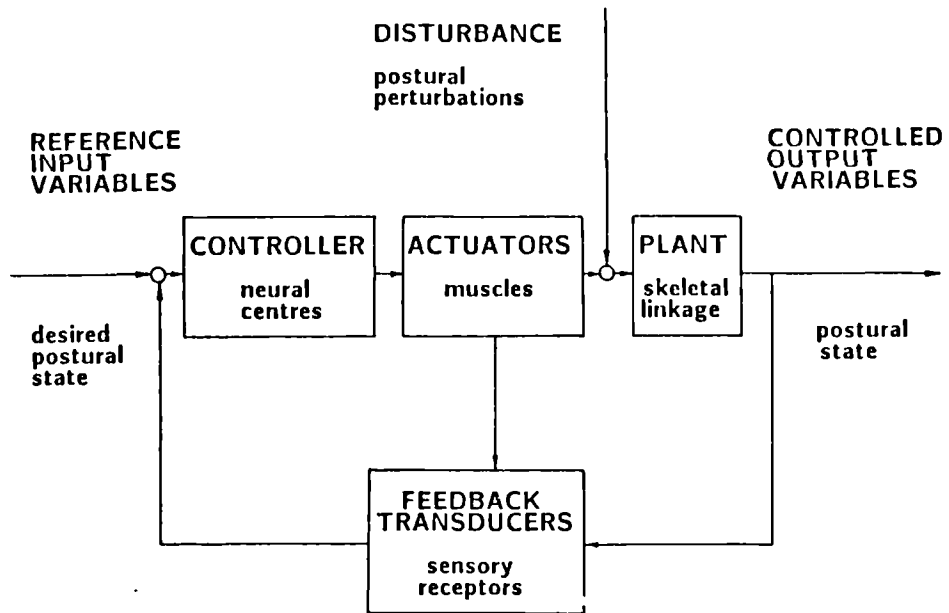 DISTURBANCE
postural
perturbations
REFERENCE
INPUT
VARIABLES
CONTROLLED
OUTPUT
VARIABLES
CONTROLLER
neural
centres
ACTUATORS
muscles
PLANT
skeletal
linkage
desired
postural
state
postural
state
FEEDBACK
TRANSDUCERS
sensory
receptors